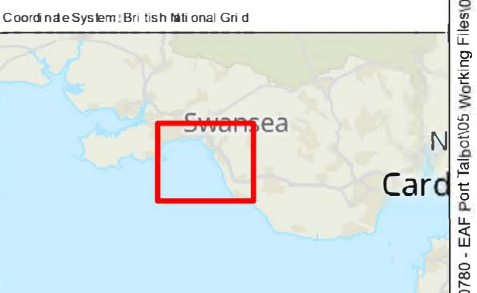 Coordinate System: British National Grid
Swansea
N
Card
0780 - EAF Port Talbot\05 Working Files\0